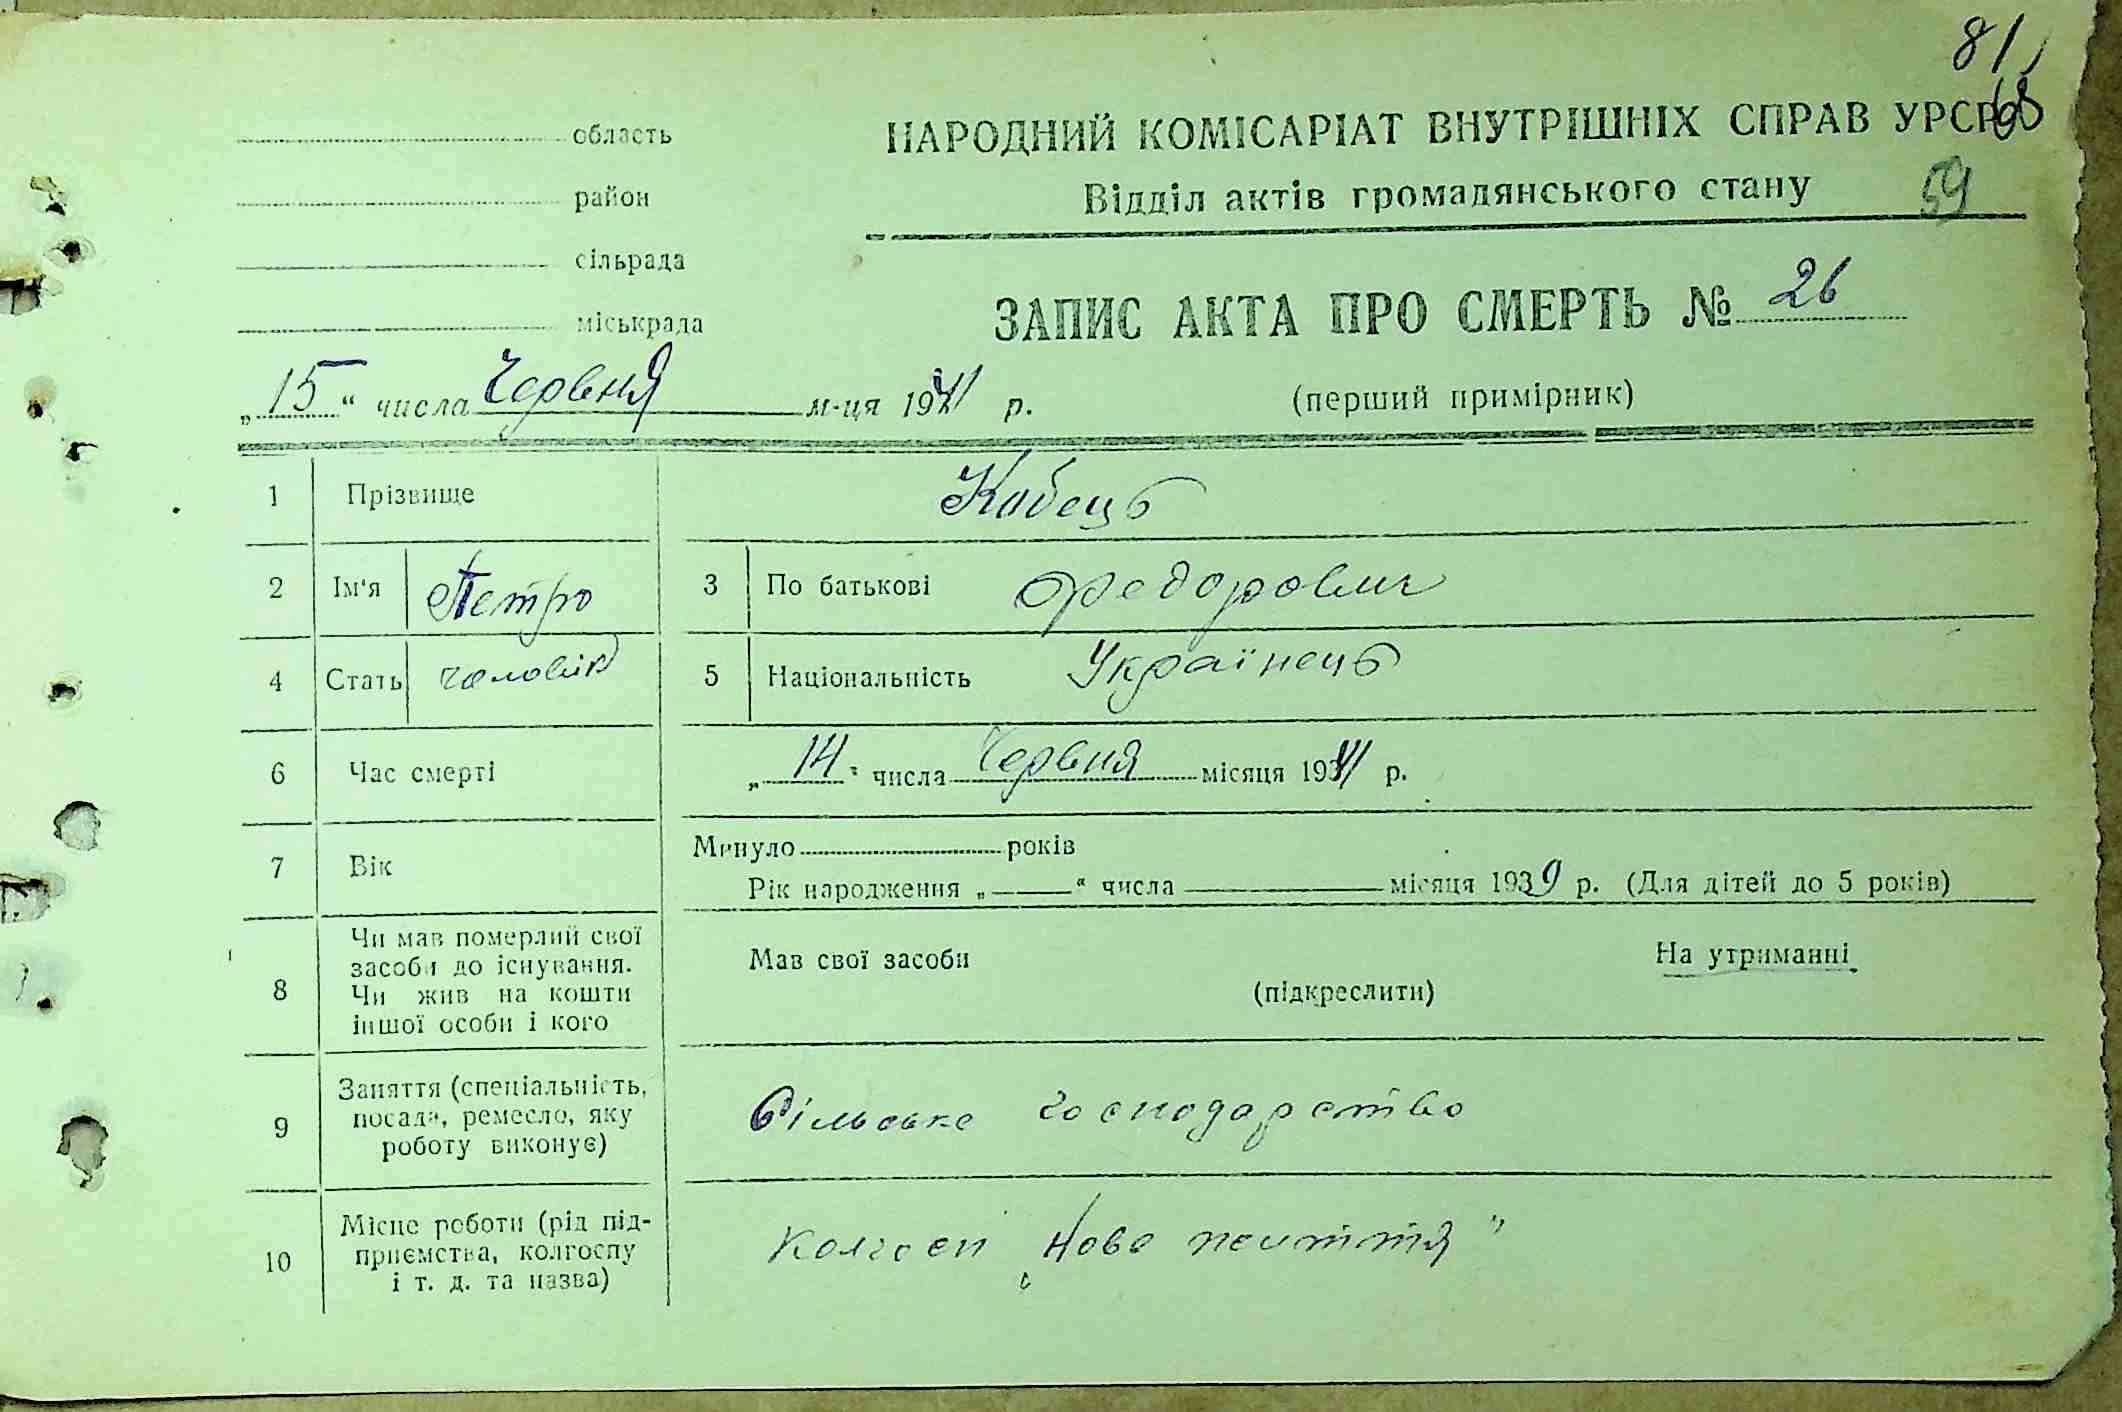 81
68
область
НАРОДНИЙ КОМІСАРІАТ ВНУТРІШНІХ СПРАВ УРСР
район
Відділ актів громадянського стану
59
сільрада
міськрада
ЗАПИС АКТА ПРО СМЕРТЬ № 26
„15“ числа Червня м-ця 1941 р.
(перший примірник)
1 Прізвище Кобець
2 Ім'я Петро 3 По батькові Федорович
4 Стать чоловік 5 Національність Українець
6 Час смерті „14“ числа Червня місяця 1941 р.
7 Вік Минуло років
Рік народження „ “ числа місяця 1939 р. (Для дітей до 5 років)
8 Чи мав померлий свої
засоби до існування.
Чи жив на кошти
іншої особи і кого
Мав свої засоби На утриманні
(підкреслити)
9 Заняття (спеціальність,
посада, ремесло, яку
роботу виконує)
Сільське господарство
10 Місце роботи (рід під-
приємства, колгоспу
і т. д. та назва)
Колгосп „Нове життя"